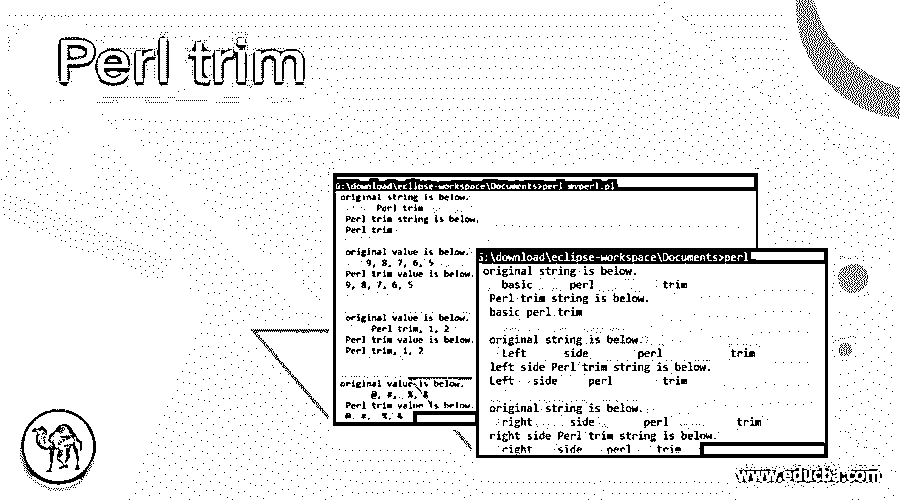 Perl trim
G:\download\eclipse-workspace\Documents>perl myperl.pl
original string is below.
Perl trim
Perl trim string is below.
Perl trim
original value is below.
9, 8, 7, 6, 5
Perl trim value is below.
9, 8, 7, 6, 5
original value is below.
Perl trim, 1, 2
Perl trim value is below.
Perl trim, 1, 2
original value is below.
@, #, %, &
Perl trim value is below.
@, #, %, &
G:\download\eclipse-workspace\Documents>perl
original string is below.
basic perl trim
Perl trim string is below.
basic perl trim
original string is below.
Left side perl trim
left side Perl trim string is below.
Left side perl trim
original string is below.
right side perl trim
right side Perl trim string is below.
right side perl trim
www.educba.com